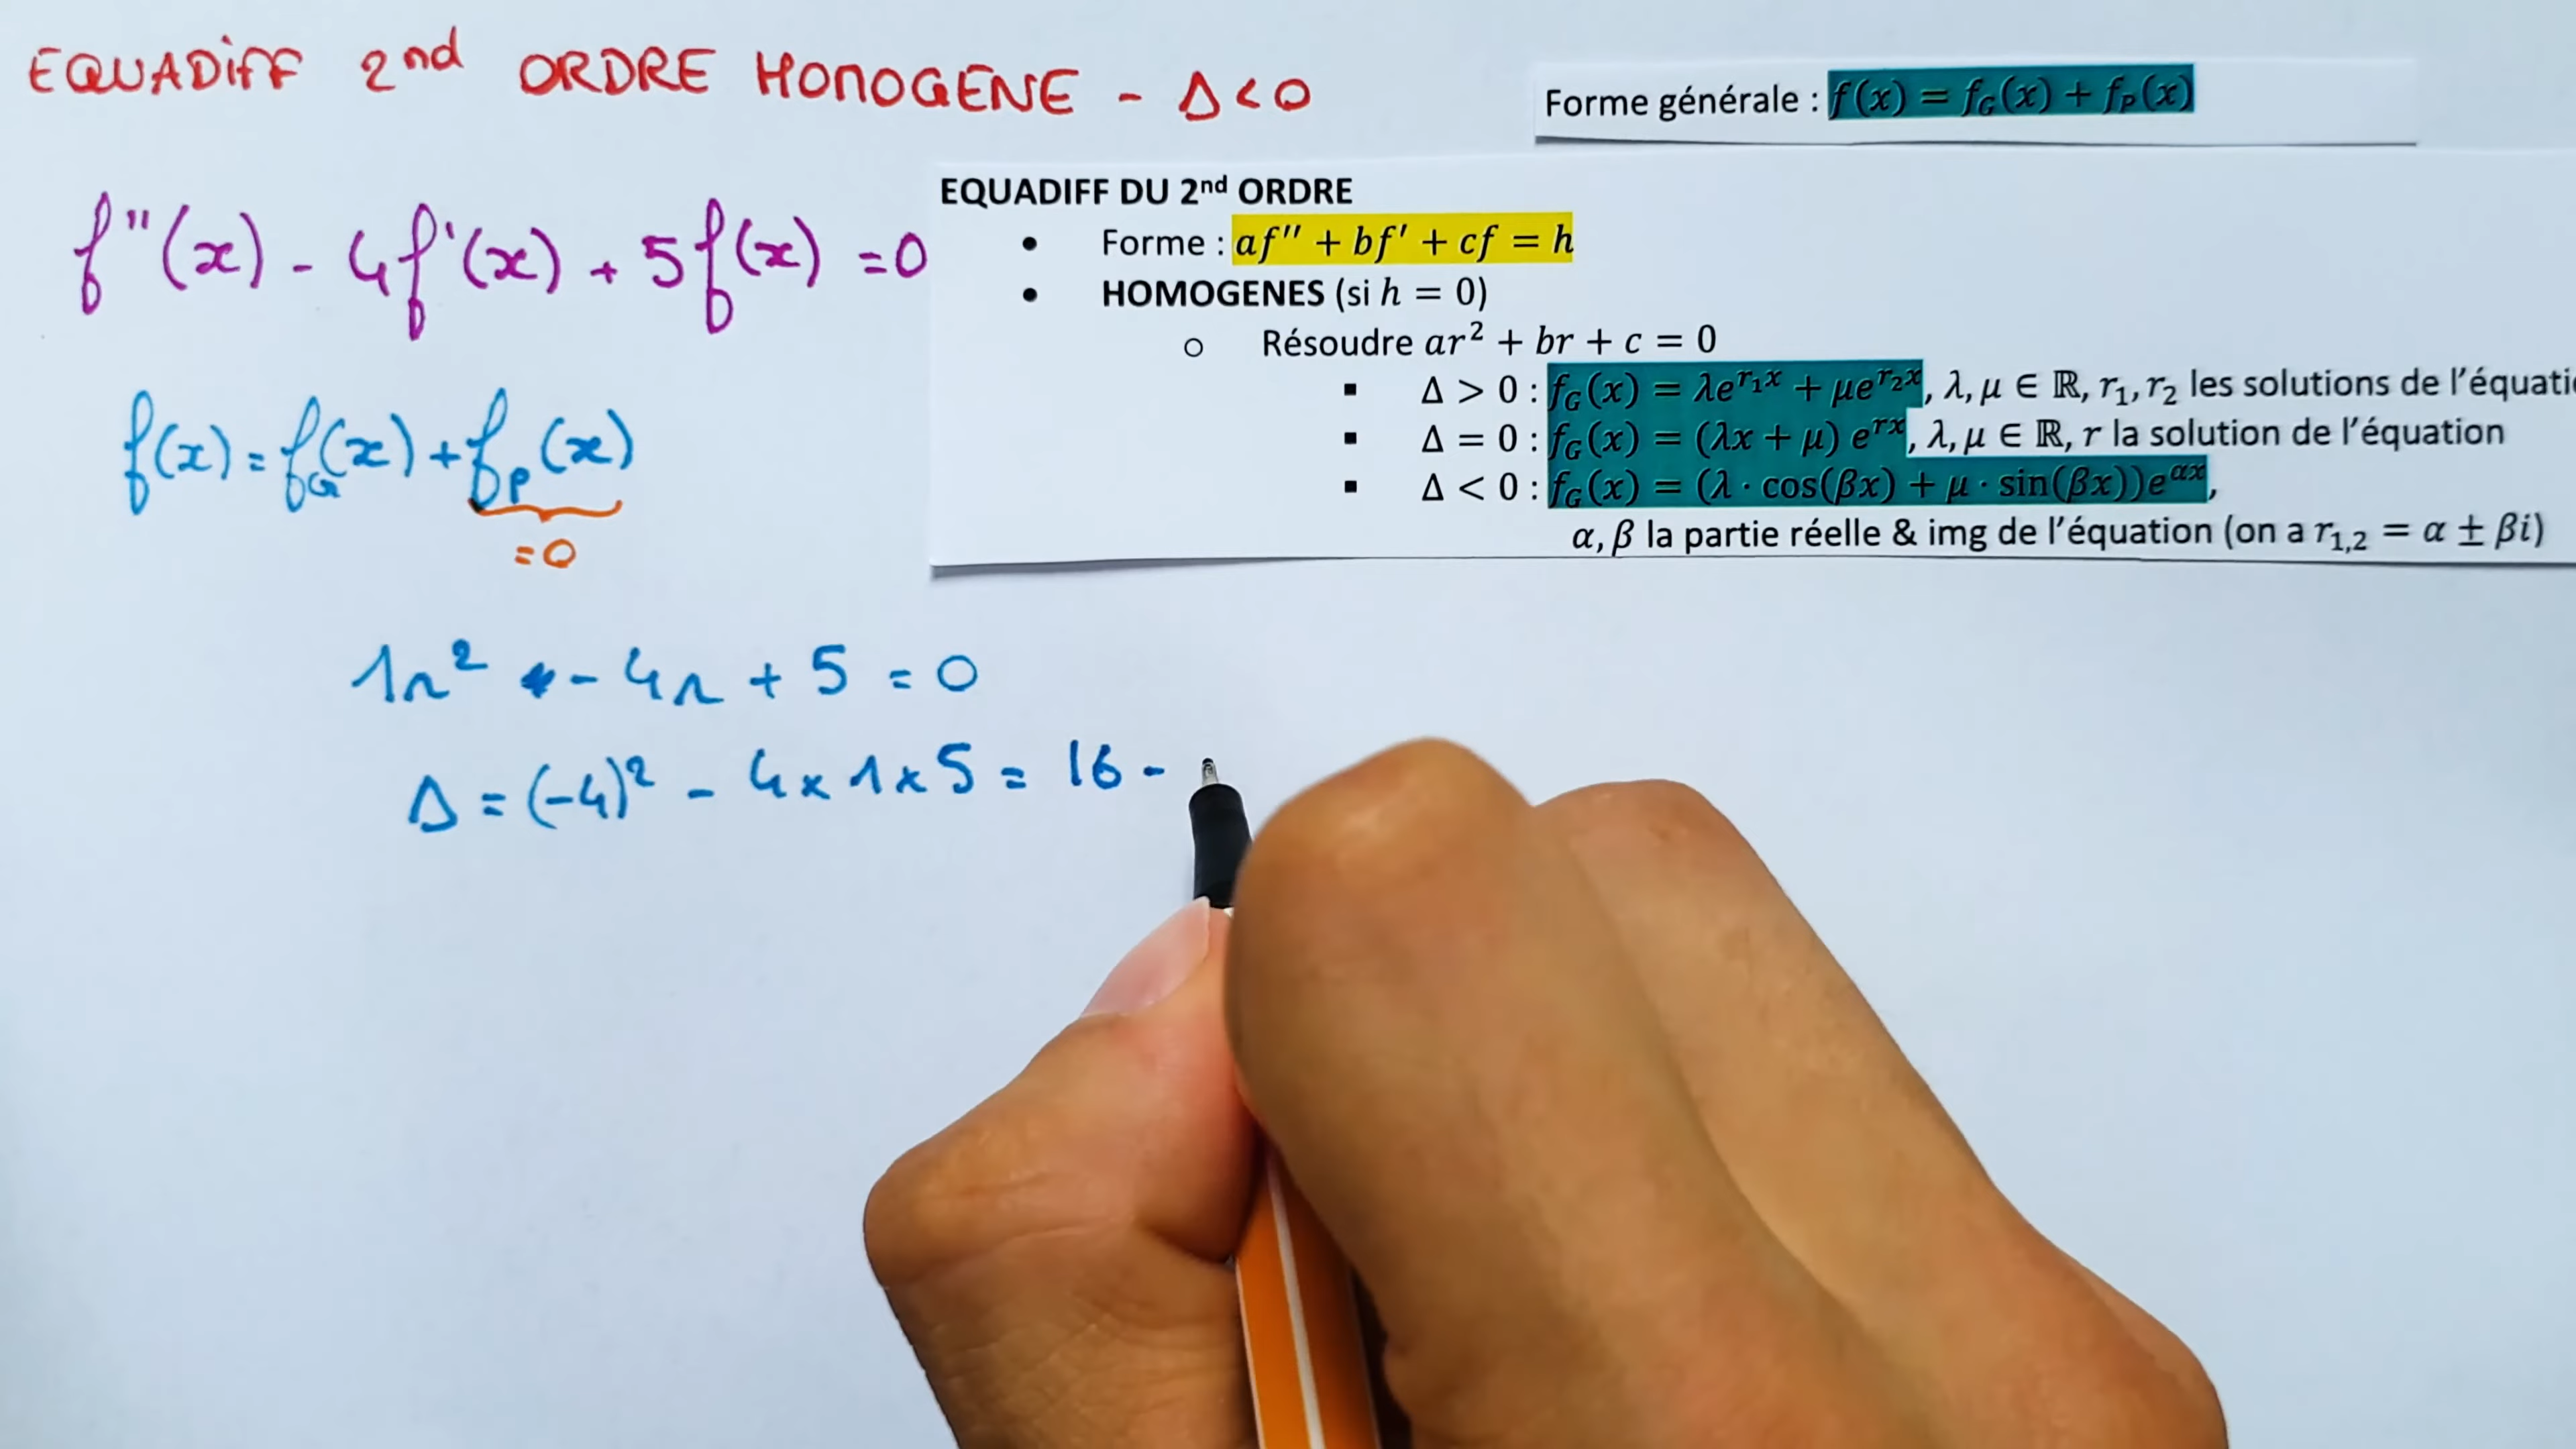 EQUADIFF 2nd ORDRE HOMOGENE - Δ<0
Forme générale : f(x) = f_G(x) + f_P(x)
f"(x) - 4f'(x) + 5f(x) = 0
EQUADIFF DU 2nd ORDRE
• Forme : af″ + bf′ + cf = h
• HOMOGENES (si h = 0)
○ Résoudre ar² + br + c = 0
▪ Δ > 0 : f_G(x) = λe^{r₁x} + μe^{r₂x}, λ, μ ∈ ℝ, r₁, r₂ les solutions de l’équati
▪ Δ = 0 : f_G(x) = (λx + μ) e^{rx}, λ, μ ∈ ℝ, r la solution de l’équation
▪ Δ < 0 : f_G(x) = (λ · cos(βx) + μ · sin(βx))e^{αx},
α, β la partie réelle & img de l’équation (on a r₁,₂ = α ± βi)
f(x) = f_G(x) + f_P(x)
= 0
1r² - 4r + 5 = 0
Δ = (-4)² - 4 × 1 × 5 = 16 -